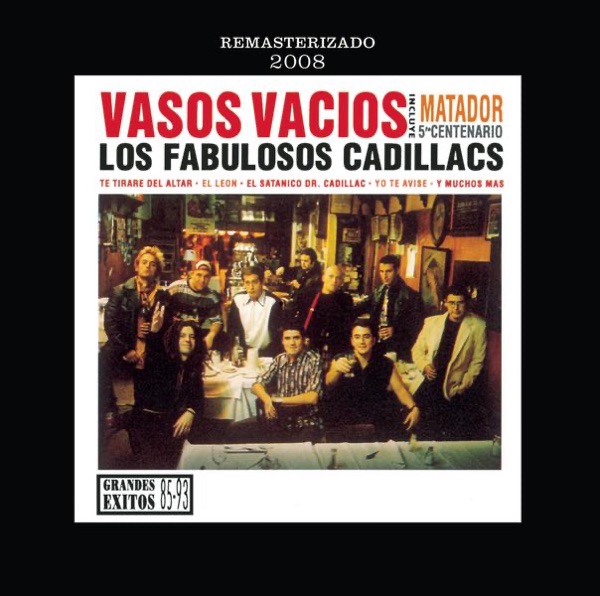 REMASTERIZADO
2008
VASOS VACIOS
INCLUYE
MATADOR
5to CENTENARIO
LOS FABULOSOS CADILLACS
TE TIRARE DEL ALTAR • EL LEON • EL SATANICO DR. CADILLAC • YO TE AVISE • Y MUCHOS MAS
GRANDES
EXITOS
85-93